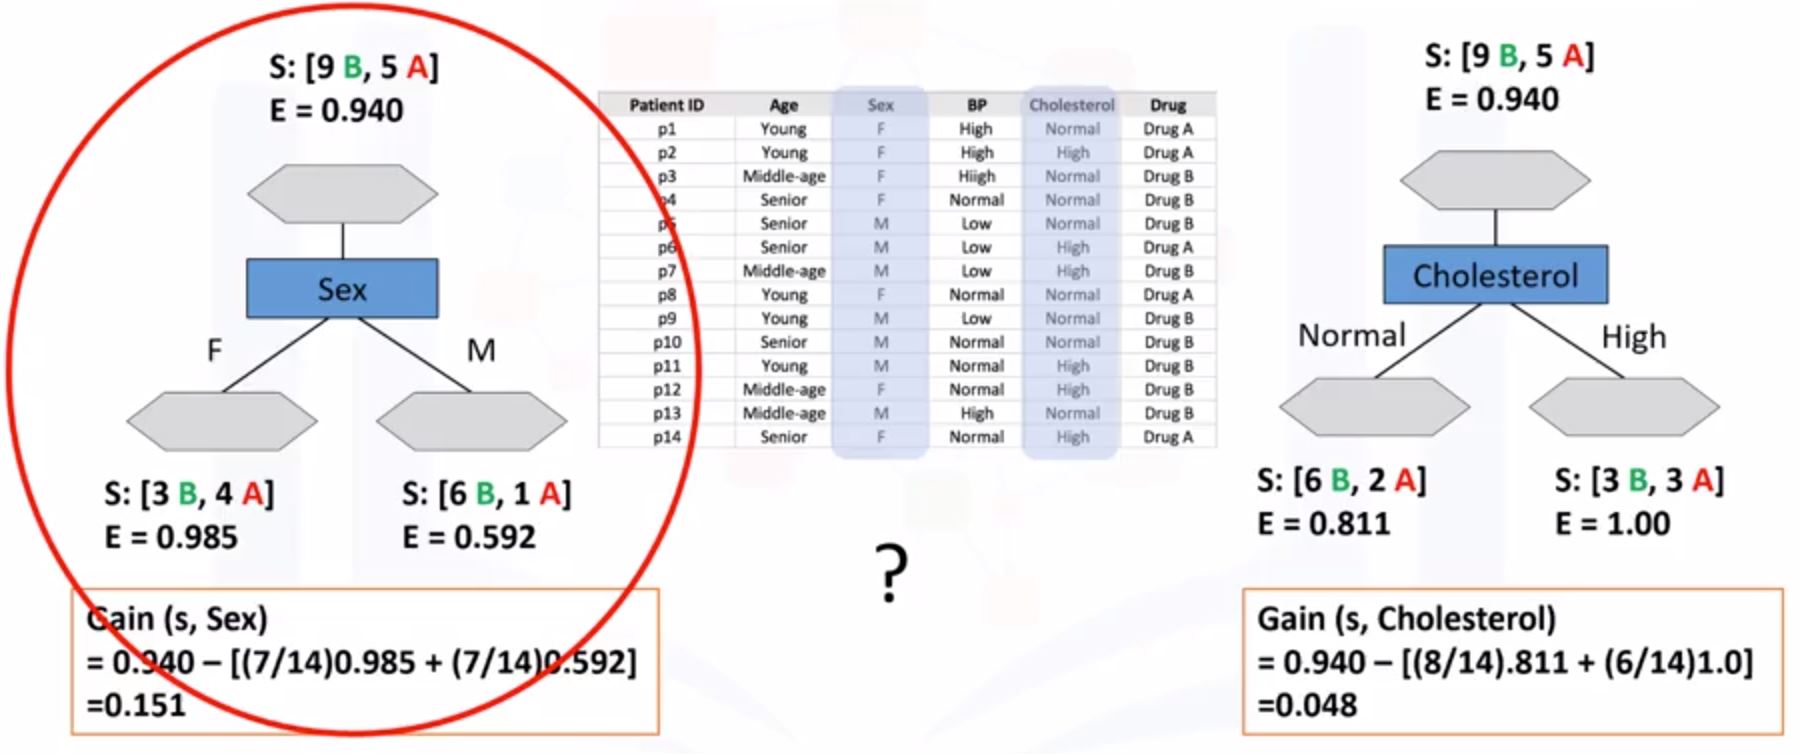 S: [9 B, 5 A]
E = 0.940
Sex
F
M
S: [3 B, 4 A]
E = 0.985
S: [6 B, 1 A]
E = 0.592
Gain (s, Sex)
= 0.940 – [(7/14)0.985 + (7/14)0.592]
=0.151
Patient ID Age Sex BP Cholesterol Drug
p1 Young F High Normal Drug A
p2 Young F High High Drug A
p3 Middle-age F Hiigh Normal Drug B
p4 Senior F Normal Normal Drug B
p5 Senior M Low Normal Drug B
p6 Senior M Low High Drug A
p7 Middle-age M Low High Drug B
p8 Young F Normal Normal Drug A
p9 Young M Low Normal Drug B
p10 Senior M Normal Normal Drug B
p11 Young M Normal High Drug B
p12 Middle-age F Normal High Drug B
p13 Middle-age M High Normal Drug B
p14 Senior F Normal High Drug A
?
S: [9 B, 5 A]
E = 0.940
Cholesterol
Normal
High
S: [6 B, 2 A]
E = 0.811
S: [3 B, 3 A]
E = 1.00
Gain (s, Cholesterol)
= 0.940 – [(8/14).811 + (6/14)1.0]
=0.048